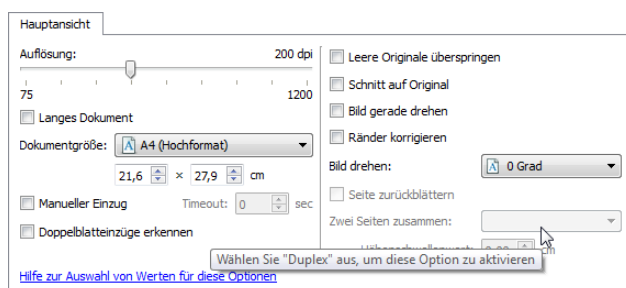 Hauptansicht
Auflösung: 200 dpi
75 1200
Langes Dokument
Dokumentgröße: A4 (Hochformat)
21,6 × 27,9 cm
Manueller Einzug Timeout: 0 sec
Doppelblatteinzüge erkennen
Hilfe zur Auswahl von Werten für diese Optionen
Leere Originale überspringen
Schnitt auf Original
Bild gerade drehen
Ränder korrigieren
Bild drehen: 0 Grad
Seite zurückblättern
Zwei Seiten zusammen:
cm
Wählen Sie "Duplex" aus, um diese Option zu aktivieren